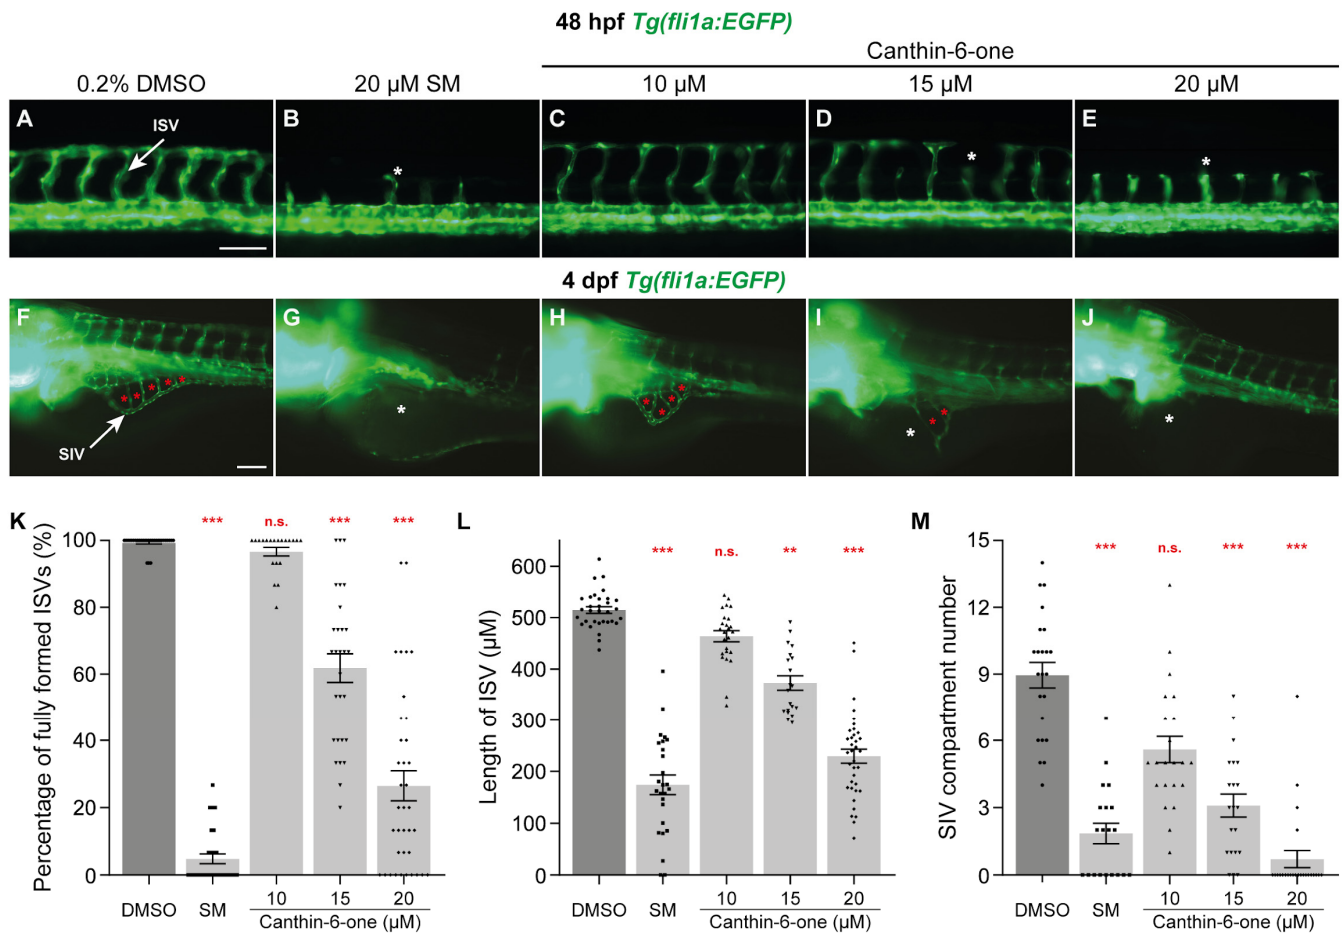 48 hpf Tg(fli1a:EGFP)
Canthin-6-one
0.2% DMSO
20 µM SM
10 µM
15 µM
20 µM
A
ISV
B
*
C
D
*
E
*
4 dpf Tg(fli1a:EGFP)
F
* * * * *
SIV
G
*
H
* * * *
I
* * *
J
*
K
*** n.s. *** ***
Percentage of fully formed ISVs (%)
100
80
60
40
20
0
DMSO SM 10 15 20
Canthin-6-one (µM)
L
*** n.s. ** ***
Length of ISV (µM)
600
500
400
300
200
100
0
DMSO SM 10 15 20
Canthin-6-one (µM)
M
*** n.s. *** ***
SIV compartment number
15
12
9
6
3
0
DMSO SM 10 15 20
Canthin-6-one (µM)